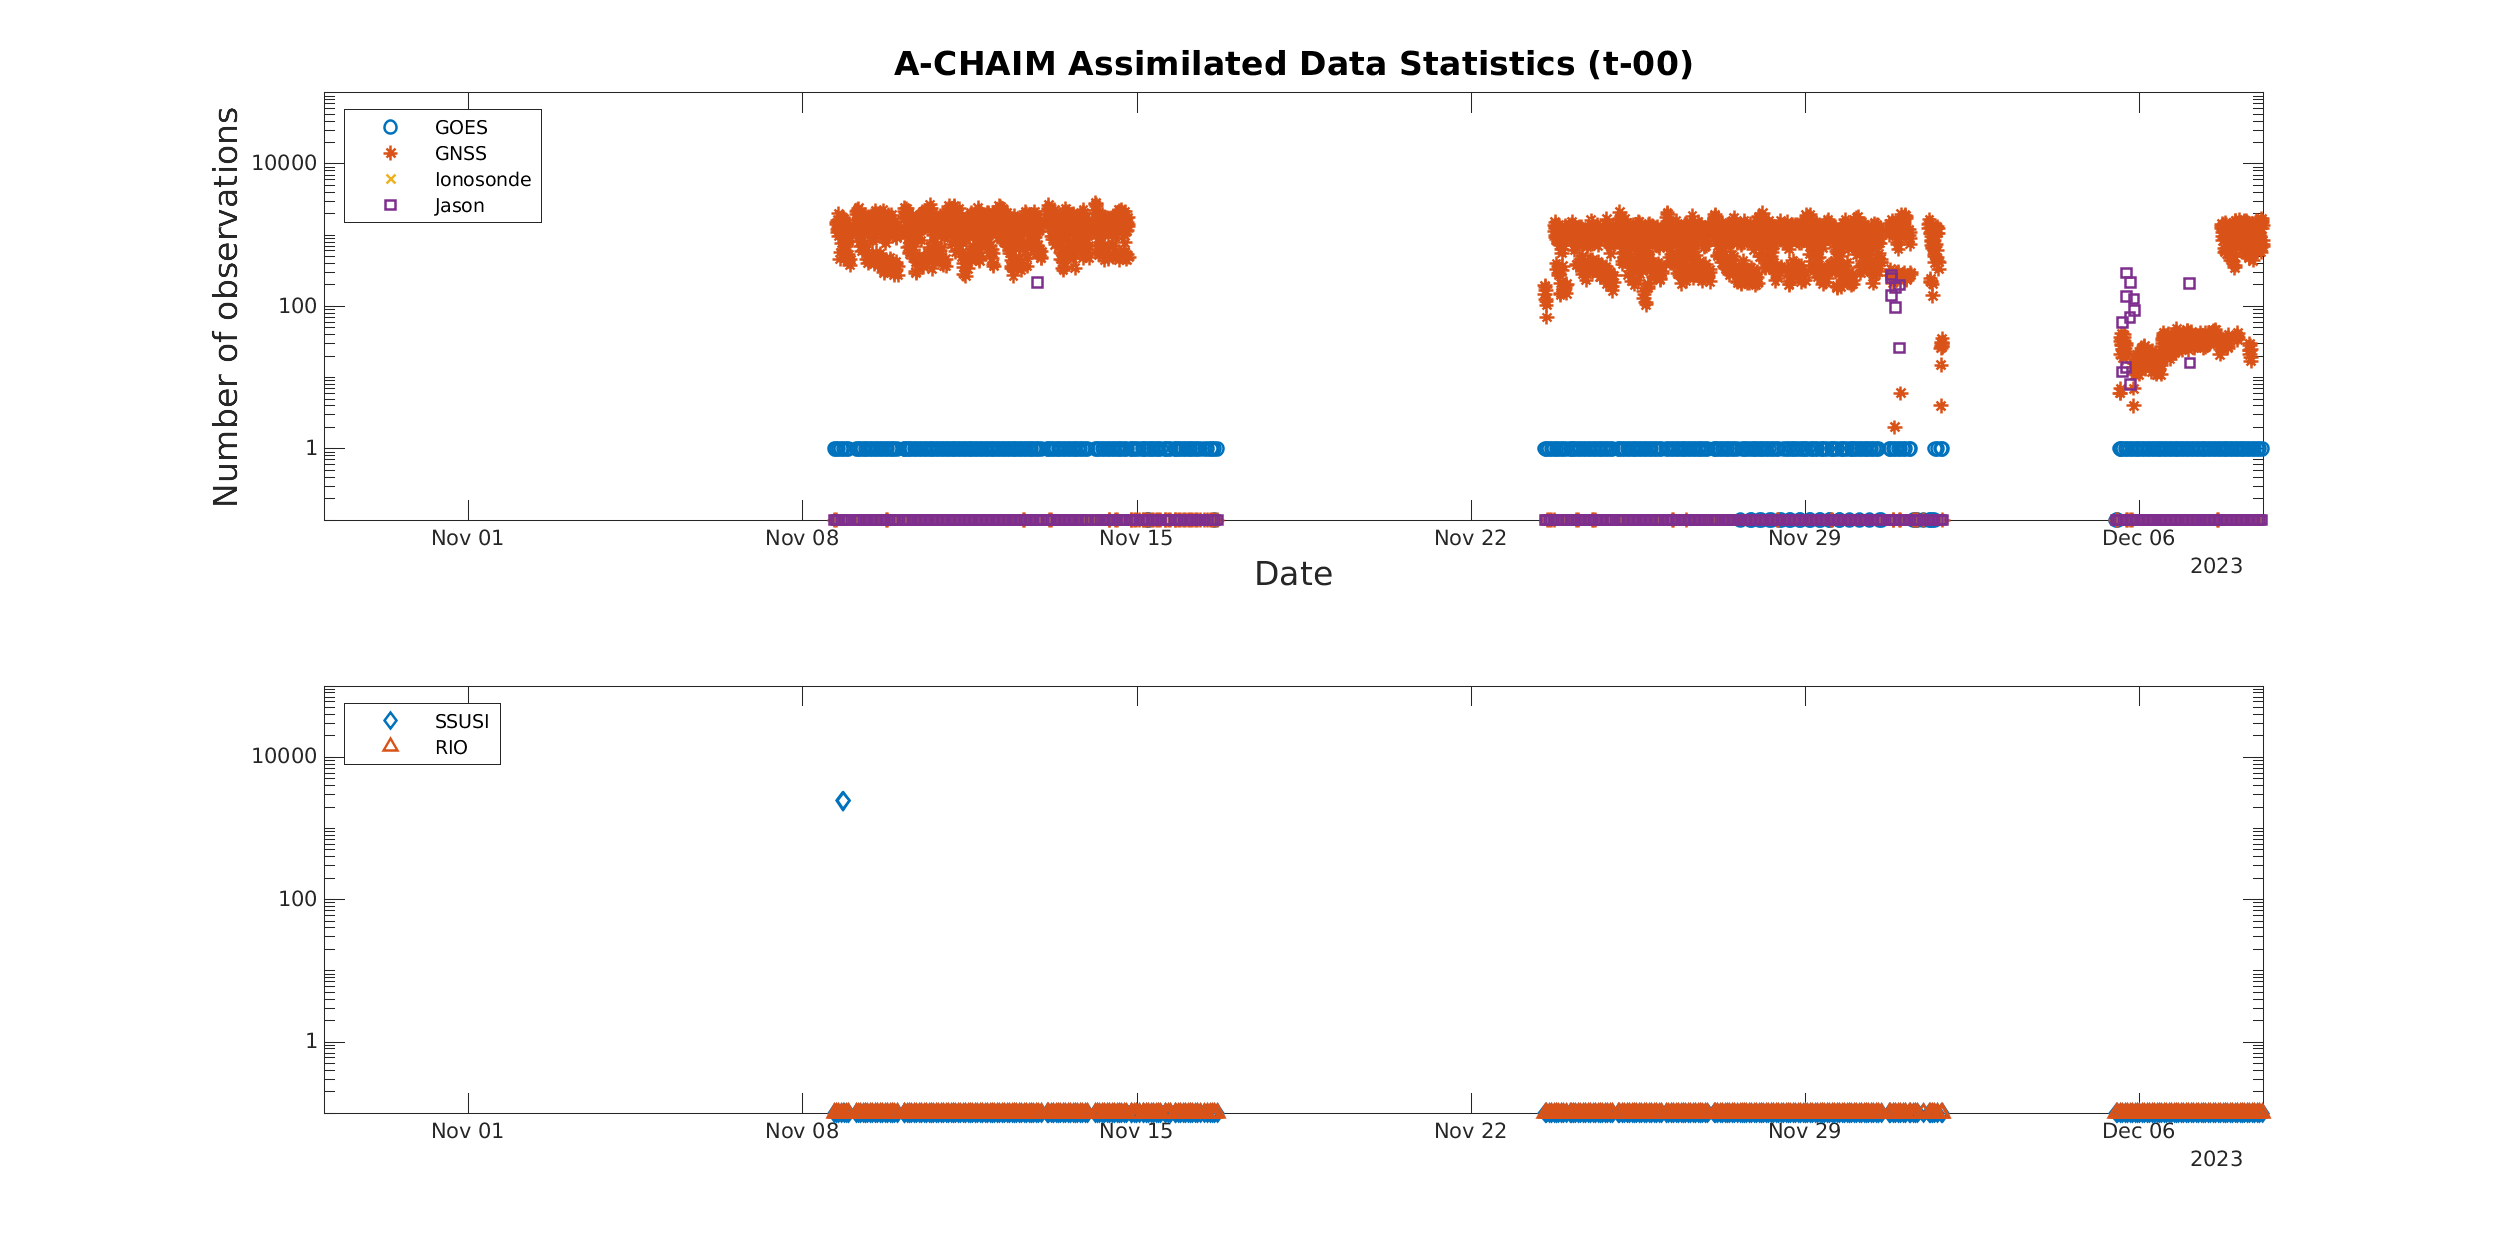 A-CHAIM Assimilated Data Statistics (t-00)
Number of observations
GOES
GNSS
Ionosonde
Jason
10000
100
1
Nov 01
Nov 08
Nov 15
Nov 22
Nov 29
Dec 06
2023
Date
SSUSI
RIO
10000
100
1
Nov 01
Nov 08
Nov 15
Nov 22
Nov 29
Dec 06
2023